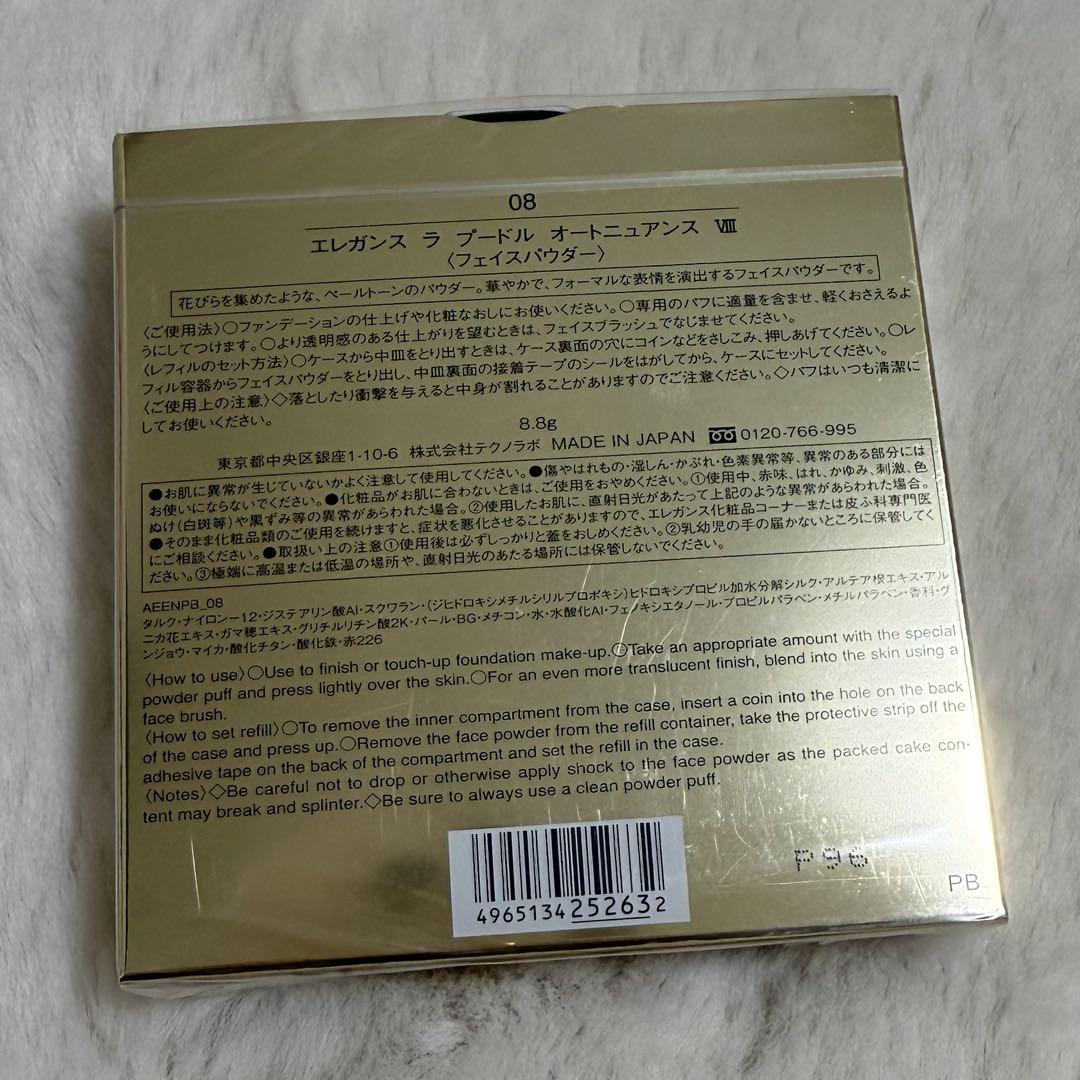 08
エレガンス ラ プードル オートニュアンス Ⅷ
〈フェイスパウダー〉
花びらを集めたような、ペールトーンのパウダー。華やかで、フォーマルな表情を演出するフェイスパウダーです。
〈ご使用法〉○ファンデーションの仕上げや化粧なおしにお使いください。○専用のパフに適量を含ませ、軽くおさえるよ
うにしてつけます。○より透明感のある仕上がりを望むときは、フェイスブラッシュでなじませてください。
〈レフィルのセット方法〉○ケースから中皿をとり出すときは、ケース裏面の穴にコインなどをさしこみ、押しあげてください。○レ
フィル容器からフェイスパウダーをとり出し、中皿裏面の接着テープのシールをはがしてから、ケースにセットしてください。
〈ご使用上の注意〉◇落としたり衝撃を与えると中身が割れることがありますのでご注意ください。◇パフはいつも清潔に
してお使いください。
8.8g
東京都中央区銀座1-10-6 株式会社テクノラボ MADE IN JAPAN 0120-766-995
●お肌に異常が生じていないかよく注意して使用してください。●傷やはれもの・湿しん・かぶれ・色素異常等、異常のある部分には
お使いにならないでください。●化粧品がお肌に合わないときは、ご使用をおやめください。①使用中、赤味、はれ、かゆみ、刺激、色
ぬけ(白斑等)や黒ずみ等の異常があらわれた場合。②使用したお肌に、直射日光があたって上記のような異常があらわれた場合。
●そのまま化粧品類のご使用を続けますと、症状を悪化させることがありますので、エレガンス化粧品コーナーまたは皮ふ科専門医
にご相談ください。●取扱い上の注意①使用後は必ずしっかりと蓋をおしめください。②乳幼児の手の届かないところに保管してく
ださい。③極端に高温または低温の場所や、直射日光のあたる場所には保管しないでください。
AEENPB_08
タルク・ナイロン－12・ジステアリン酸Al・スクワラン・(ジヒドロキシメチルシリルプロポキシ)ヒドロキシプロピル加水分解シルク・アルテア根エキス・アル
ニカ花エキス・ガマ穂エキス・グリチルリチン酸2K・パール・BG・メチコン・水・水酸化Al・フェノキシエタノール・プロピルパラベン・メチルパラベン・香料・グ
ンジョウ・マイカ・酸化チタン・酸化鉄・赤226
〈How to use〉○Use to finish or touch-up foundation make-up.○Take an appropriate amount with the special
powder puff and press lightly over the skin.○For an even more translucent finish, blend into the skin using a
face brush.
〈How to set refill〉○To remove the inner compartment from the case, insert a coin into the hole on the back
of the case and press up.○Remove the face powder from the refill container, take the protective strip off the
adhesive tape on the back of the compartment and set the refill in the case.
〈Notes〉◇Be careful not to drop or otherwise apply shock to the face powder as the packed cake con-
tent may break and splinter.◇Be sure to always use a clean powder puff.
P96
PB
4965134252632